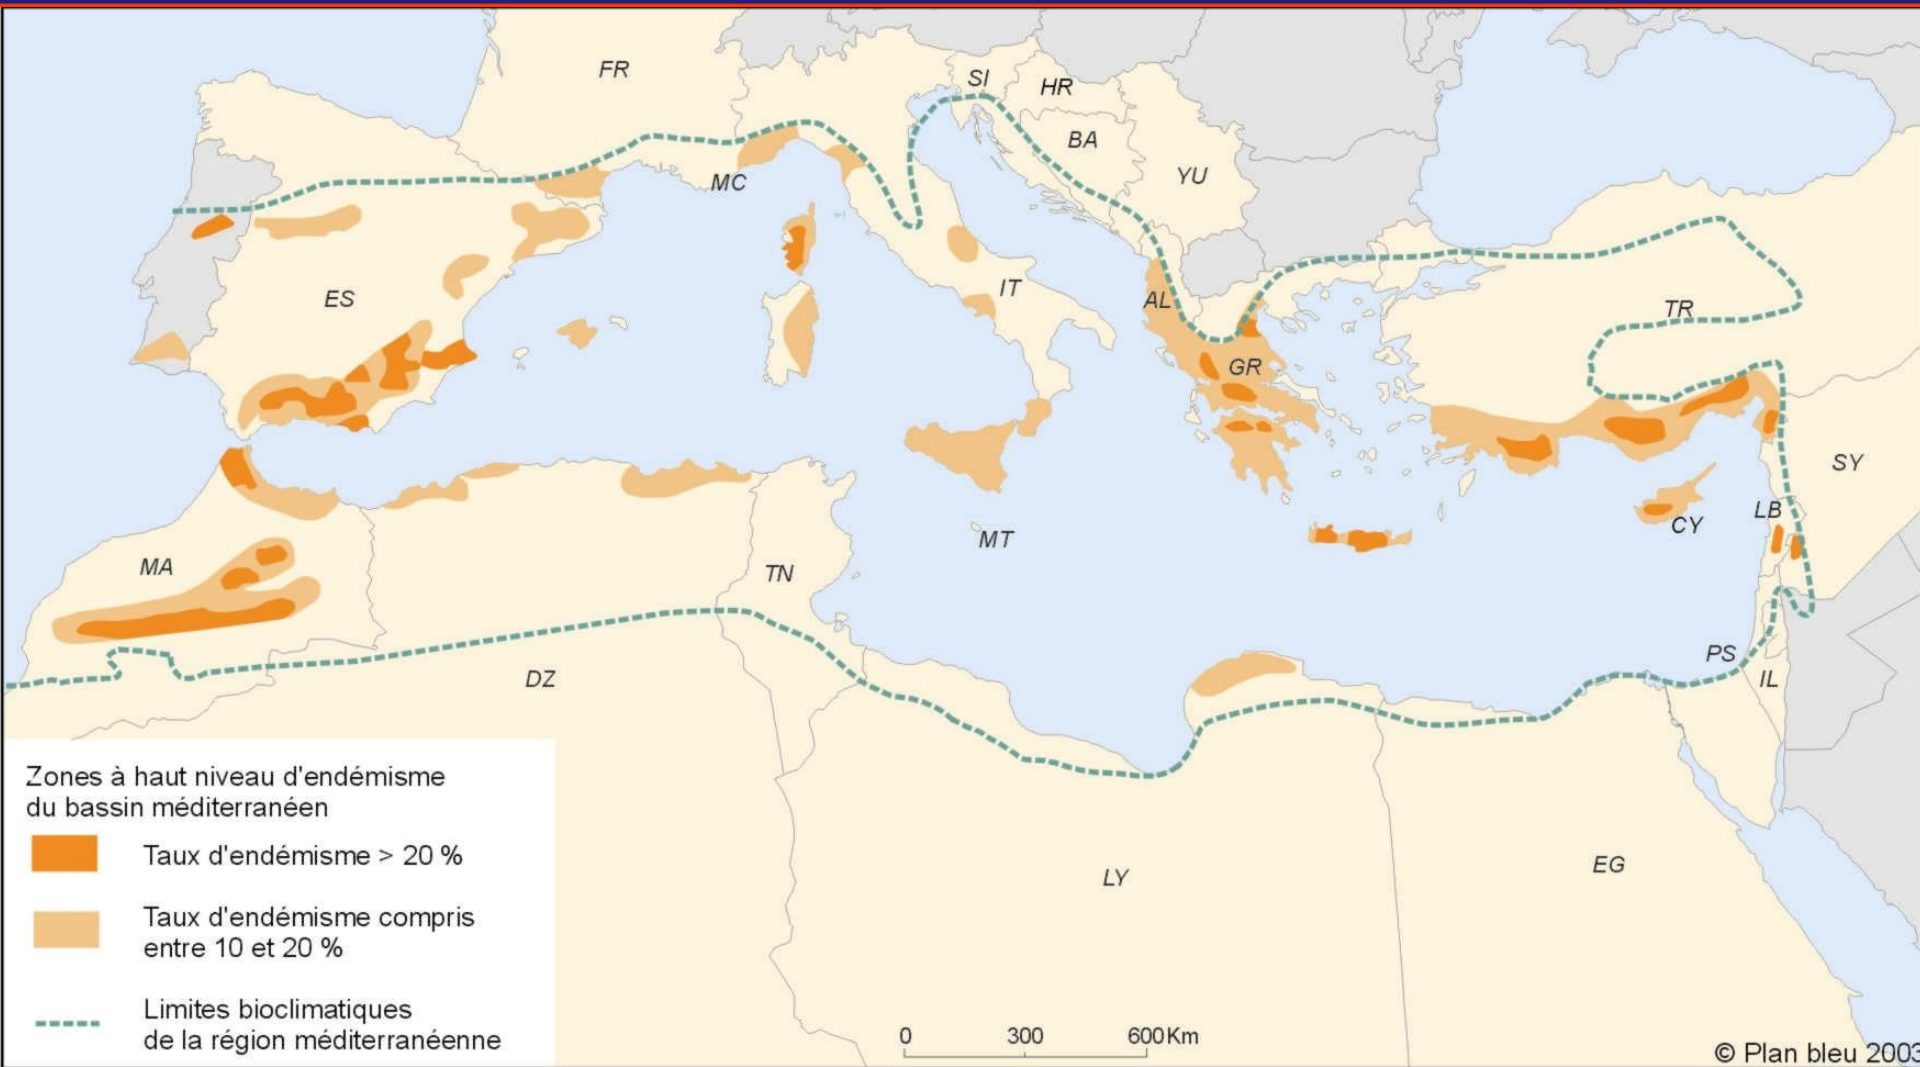 FR
SI
HR
BA
YU
MC
ES
IT
AL
TR
GR
SY
LB
CY
MT
MA
TN
PS
DZ
IL
LY
EG
Zones à haut niveau d'endémisme
du bassin méditerranéen
Taux d'endémisme > 20 %
Taux d'endémisme compris
entre 10 et 20 %
Limites bioclimatiques
de la région méditerranéenne
0 300 600Km
© Plan bleu 2003